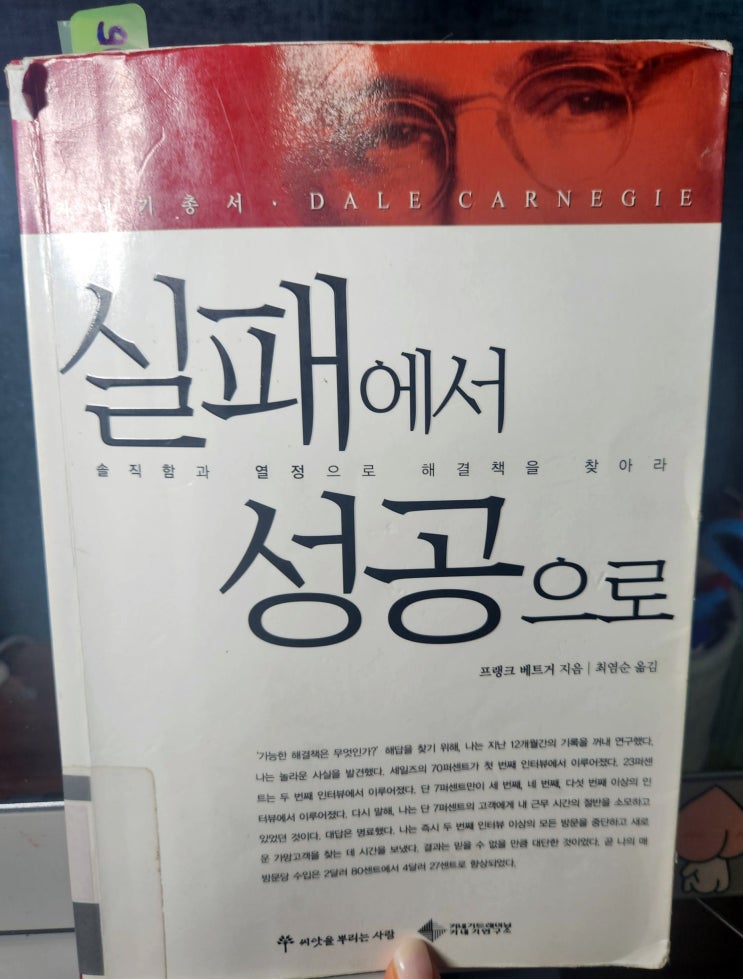 6
기총서 · DALE CARNEGIE
실패에서
솔직함과 열정으로 해결책을 찾아라
성공으로
프랭크 베트거 지음 | 최염순 옮김
'가능한 해결책은 무엇인가?' 해답을 찾기 위해, 나는 지난 12개월간의 기록을 꺼내 연구했다.
나는 놀라운 사실을 발견했다. 세일즈의 70퍼센트가 첫 번째 인터뷰에서 이루어졌다. 23퍼센
트는 두 번째 인터뷰에서 이루어졌다. 단 7퍼센트만이 세 번째, 네 번째, 다섯 번째 이상의 인
터뷰에서 이루어졌다. 다시 말해, 나는 단 7퍼센트의 고객에게 내 근무 시간의 절반을 소모하고
있었던 것이다. 대답은 명료했다. 나는 즉시 두 번째 인터뷰 이상의 모든 방문을 중단하고 새로
운 가망고객을 찾는 데 시간을 보냈다. 결과는 믿을 수 없을 만큼 대단한 것이었다. 곧 나의 매
방문당 수입은 2달러 80센트에서 4달러 27센트로 향상되었다.
씨앗을 뿌리는 사람
카네기트레이닝
카네기연구소